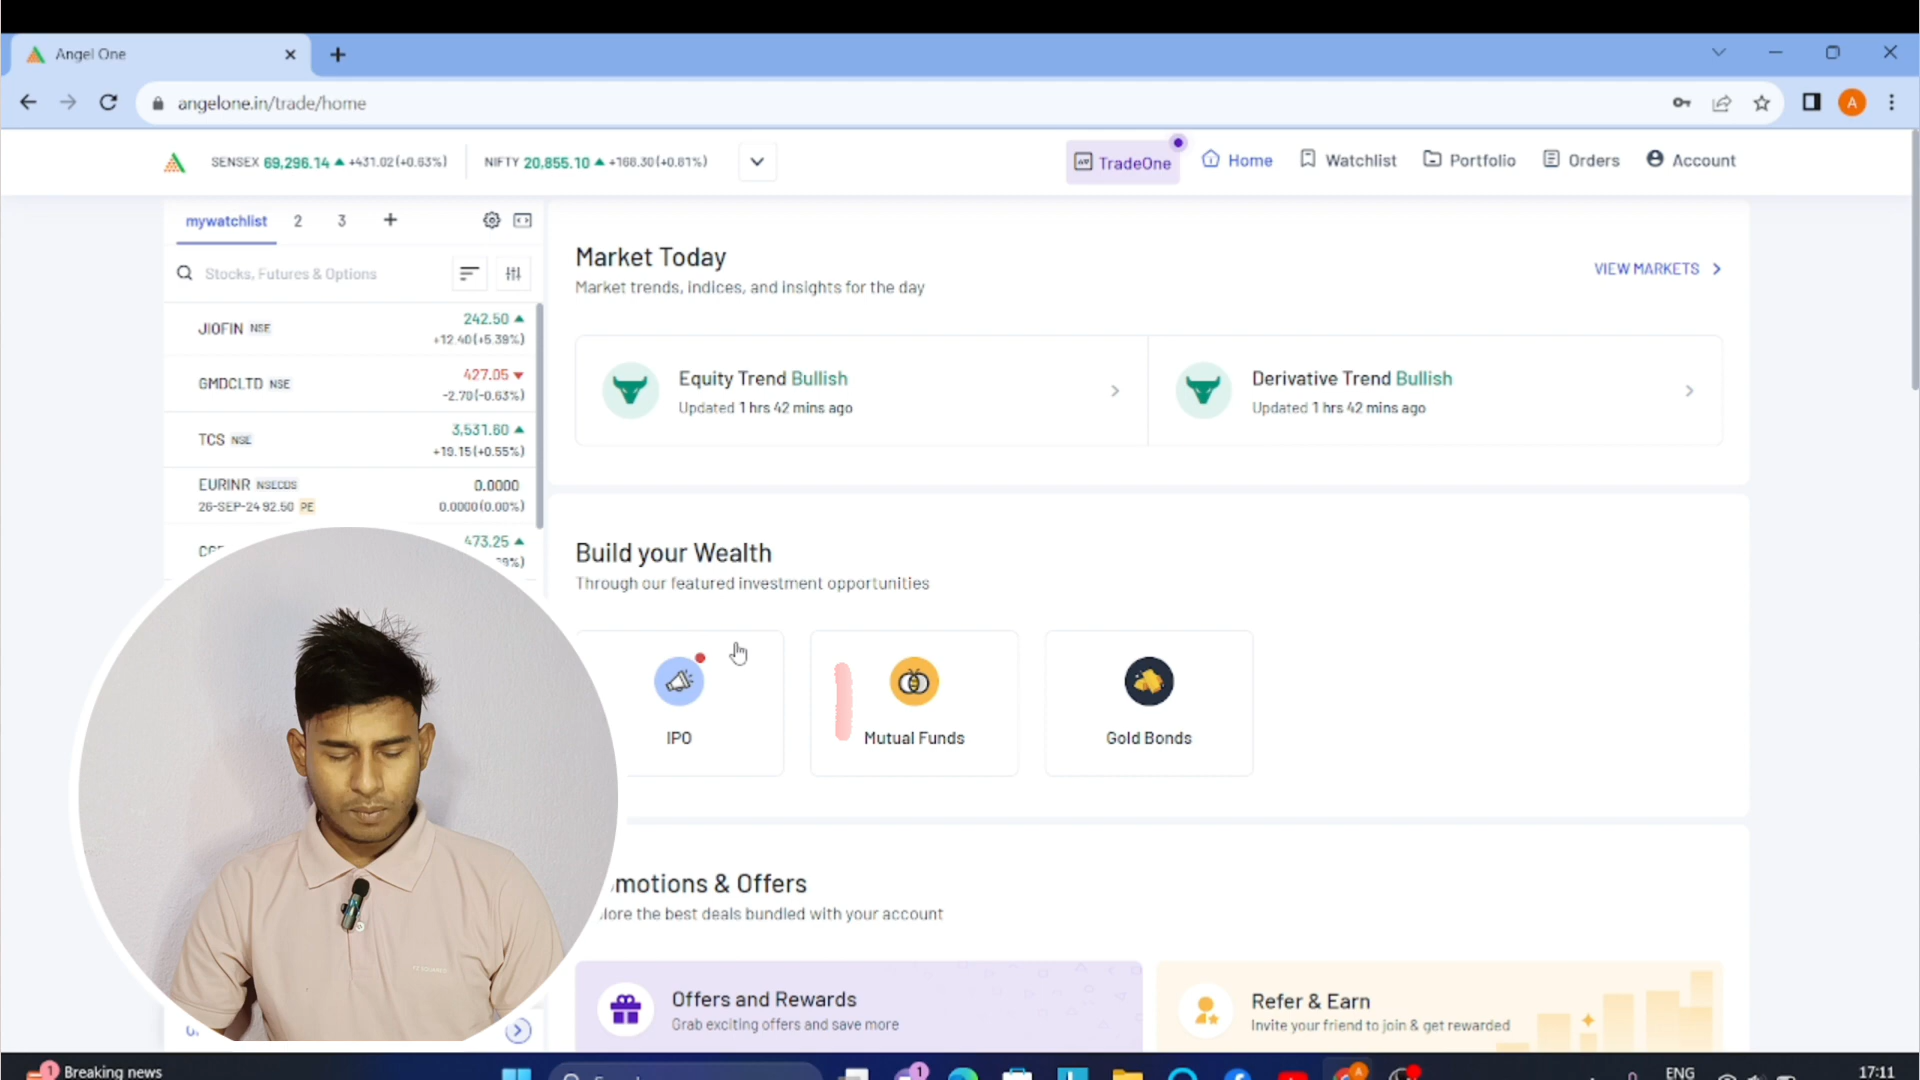 Angel One
angelone.in/trade/home
A
SENSEX 69,296.14 +431.02(+0.63%) NIFTY 20,855.10 +168.30(+0.81%)
TradeOne Home Watchlist Portfolio Orders Account
mywatchlist 2 3 +
Stocks, Futures & Options
JIOFIN NSE 242.50
+12.40(+5.39%)
GMDCLTD NSE 427.05
-2.70(-0.63%)
TCS NSE 3,531.60
+19.15(+0.55%)
EURINR NSECDS 0.0000
26-SEP-24 92.50 PE 0.0000(0.00%)
473.25
Market Today
Market trends, indices, and insights for the day
VIEW MARKETS
Equity Trend Bullish
Updated 1 hrs 42 mins ago
Derivative Trend Bullish
Updated 1 hrs 42 mins ago
Build your Wealth
Through our featured investment opportunities
IPO
Mutual Funds
Gold Bonds
motions & Offers
lore the best deals bundled with your account
Offers and Rewards
Grab exciting offers and save more
Refer & Earn
Invite your friend to join & get rewarded
1 Breaking news
1
A
ENG
17:11